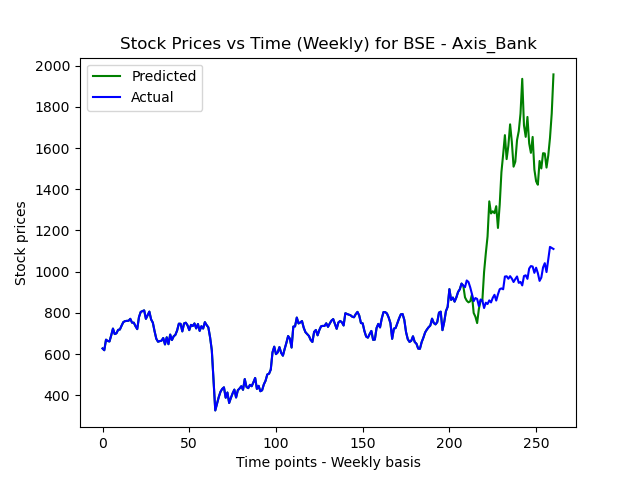 Stock Prices vs Time (Weekly) for BSE - Axis_Bank
Predicted
Actual
Stock prices
2000
1800
1600
1400
1200
1000
800
600
400
0 50 100 150 200 250
Time points - Weekly basis